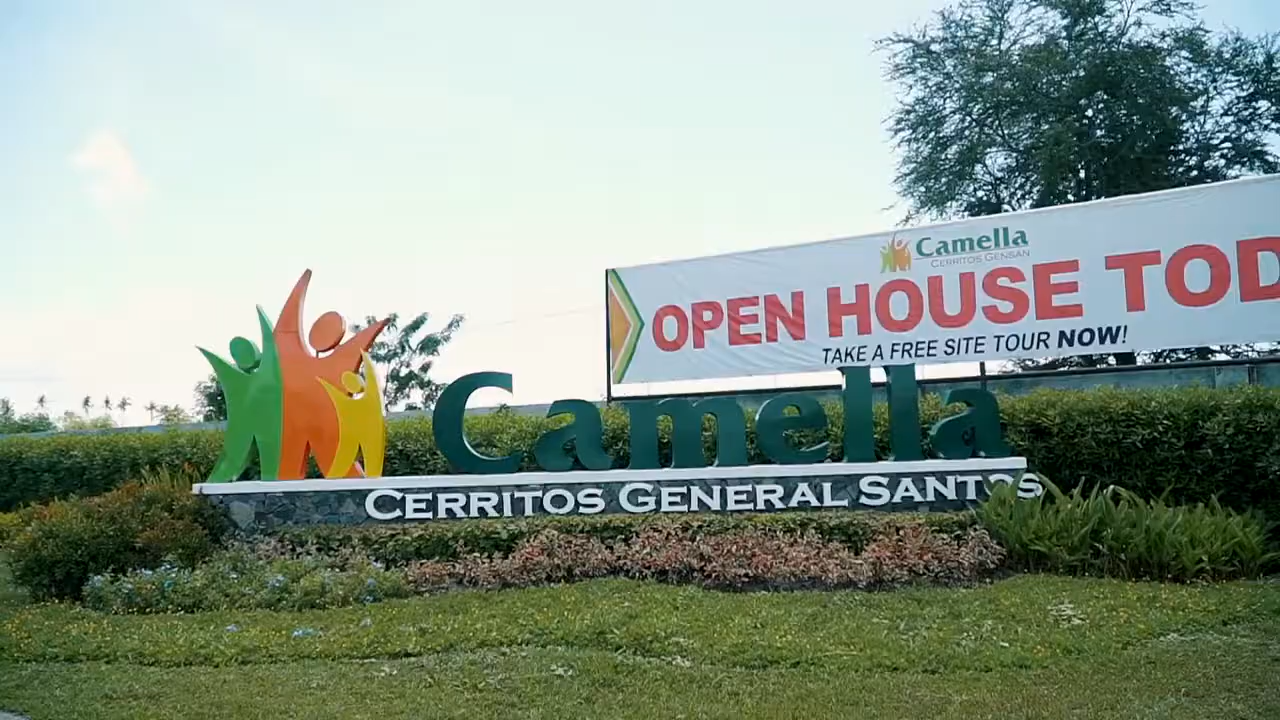 Camella
CERRITOS GENSAN
OPEN HOUSE TOD
TAKE A FREE SITE TOUR NOW!
Camella
CERRITOS GENERAL SANTOS